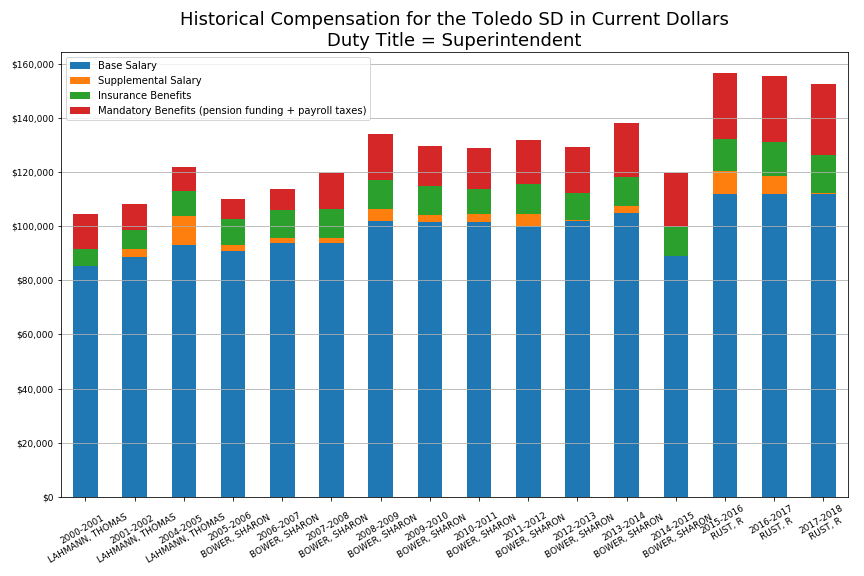 Historical Compensation for the Toledo SD in Current Dollars
Duty Title = Superintendent
Base Salary
Supplemental Salary
Insurance Benefits
Mandatory Benefits (pension funding + payroll taxes)
$160,000
$140,000
$120,000
$100,000
$80,000
$60,000
$40,000
$20,000
$0
2000-2001
LAHMANN, THOMAS
2001-2002
LAHMANN, THOMAS
2004-2005
LAHMANN, THOMAS
2005-2006
BOWER, SHARON
2006-2007
BOWER, SHARON
2007-2008
BOWER, SHARON
2008-2009
BOWER, SHARON
2009-2010
BOWER, SHARON
2010-2011
BOWER, SHARON
2011-2012
BOWER, SHARON
2012-2013
BOWER, SHARON
2013-2014
BOWER, SHARON
2014-2015
BOWER, SHARON
2015-2016
RUST, R
2016-2017
RUST, R
2017-2018
RUST, R